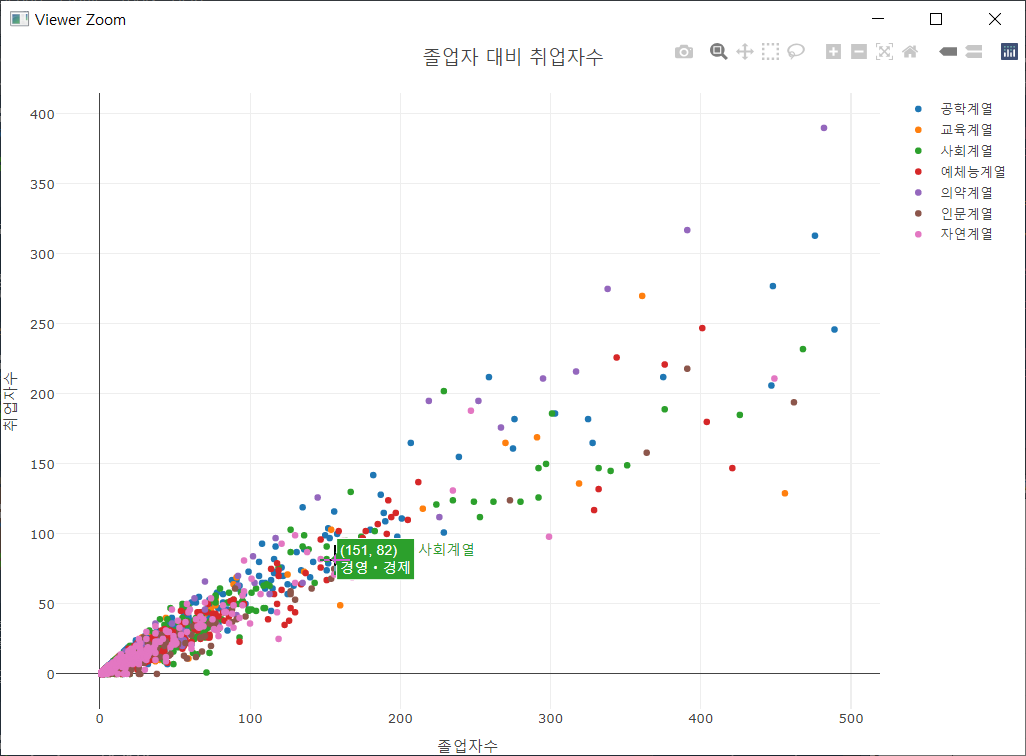 Viewer Zoom
졸업자 대비 취업자수
400
350
300
250
200
150
100
50
0
취업자수
0
100
200
300
400
500
졸업자수
(151, 82)
경영・경제
사회계열
공학계열
교육계열
사회계열
예체능계열
의약계열
인문계열
자연계열